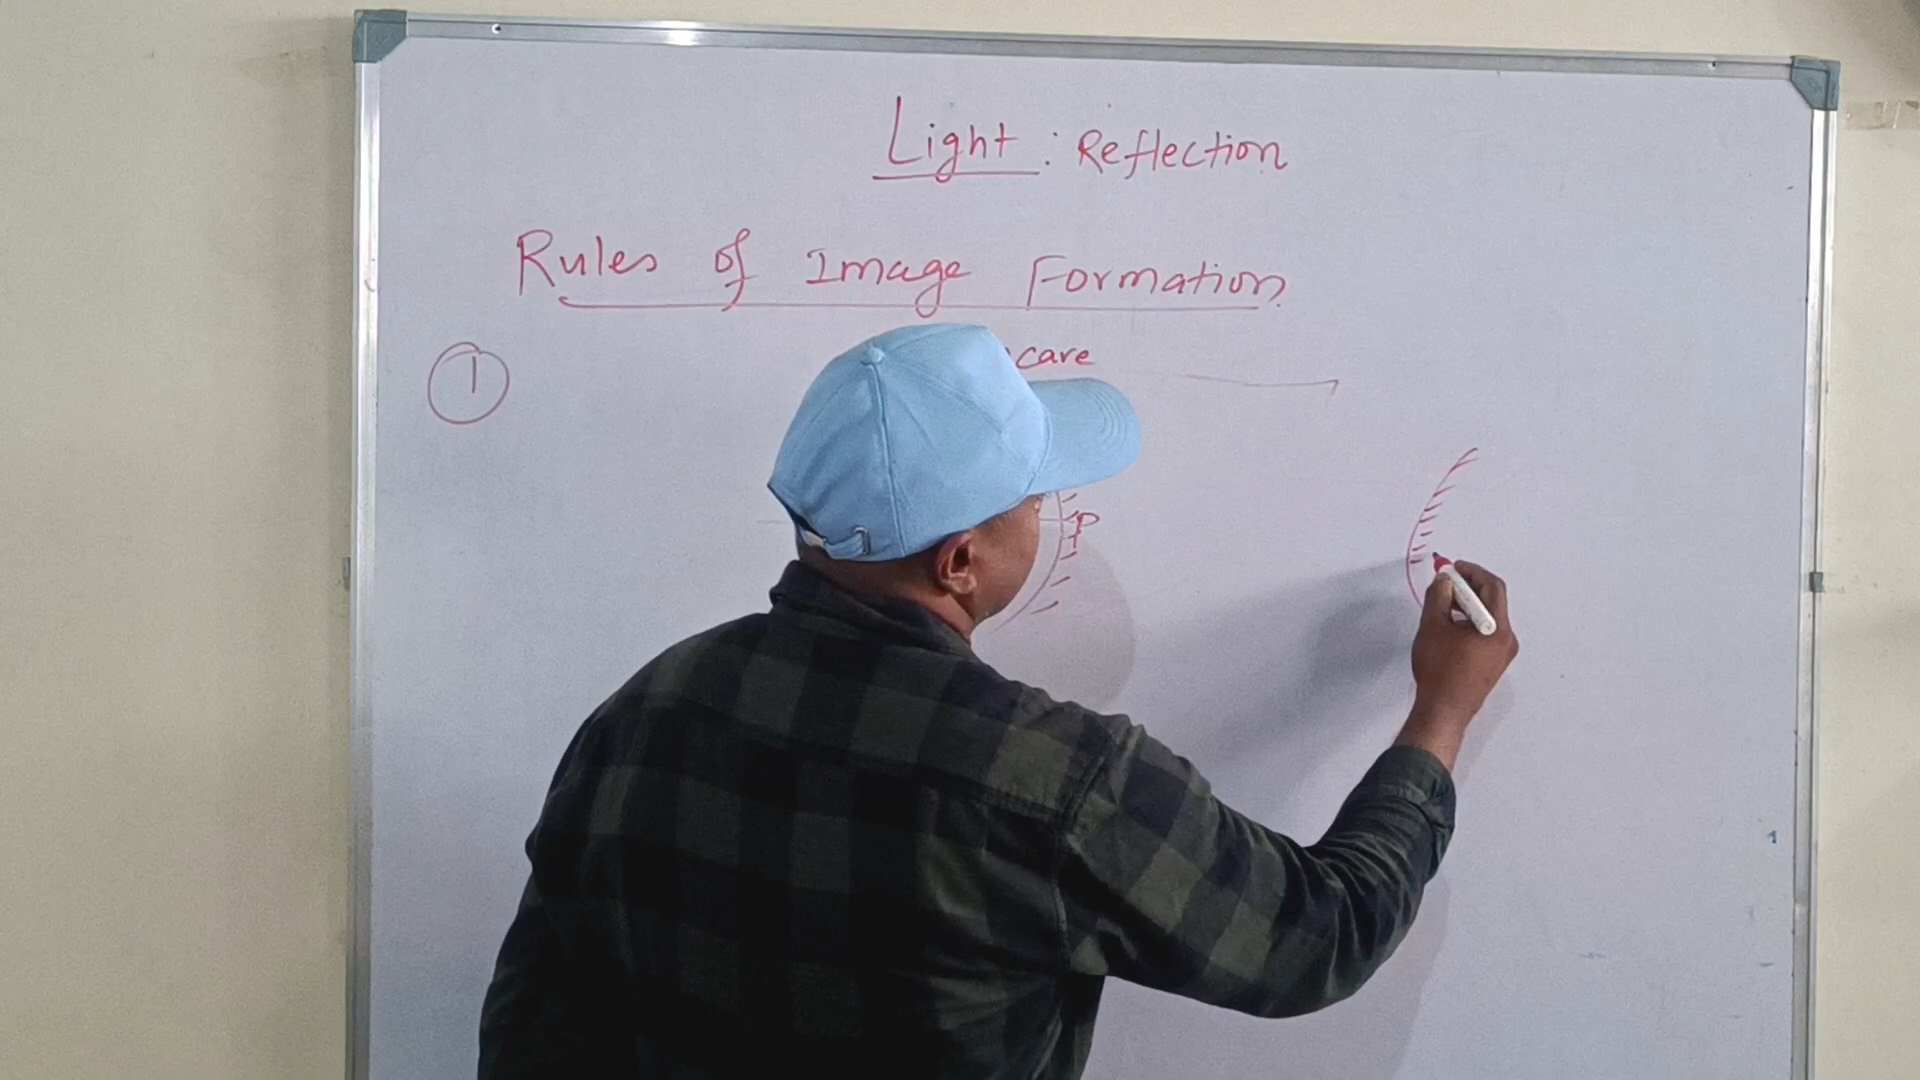 Light : Reflection
Rules of Image Formation
1
care
P